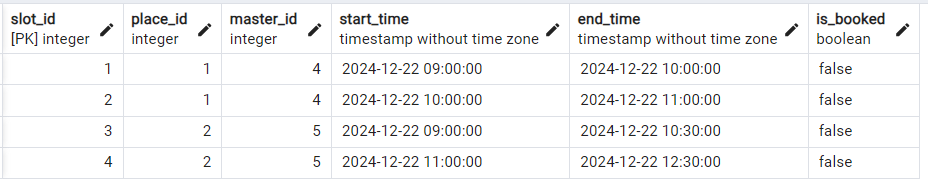 slot_id place_id master_id start_time end_time is_booked
[PK] integer integer integer timestamp without time zone timestamp without time zone boolean
1 1 4 2024-12-22 09:00:00 2024-12-22 10:00:00 false
2 1 4 2024-12-22 10:00:00 2024-12-22 11:00:00 false
3 2 5 2024-12-22 09:00:00 2024-12-22 10:30:00 false
4 2 5 2024-12-22 11:00:00 2024-12-22 12:30:00 false